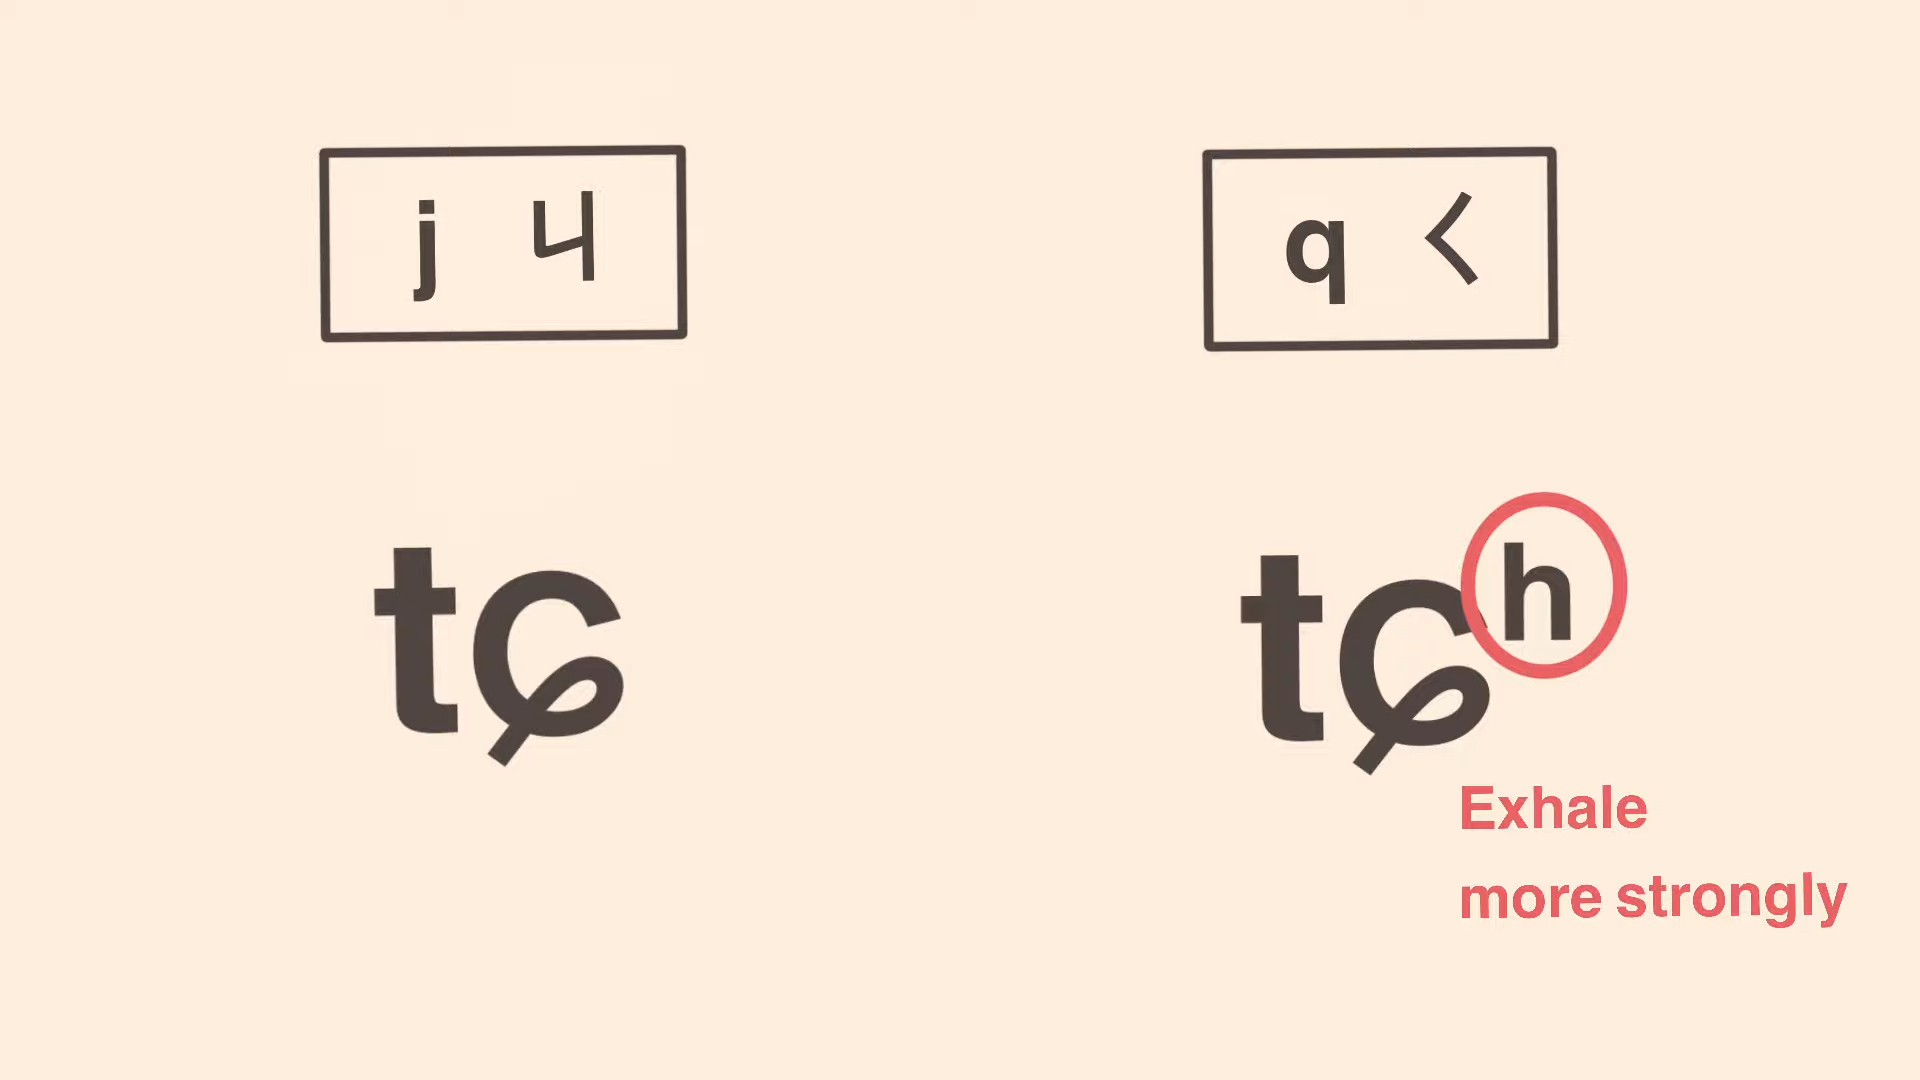 j ㄐ
q ㄑ
tɕ
tɕʰ
Exhale
more strongly